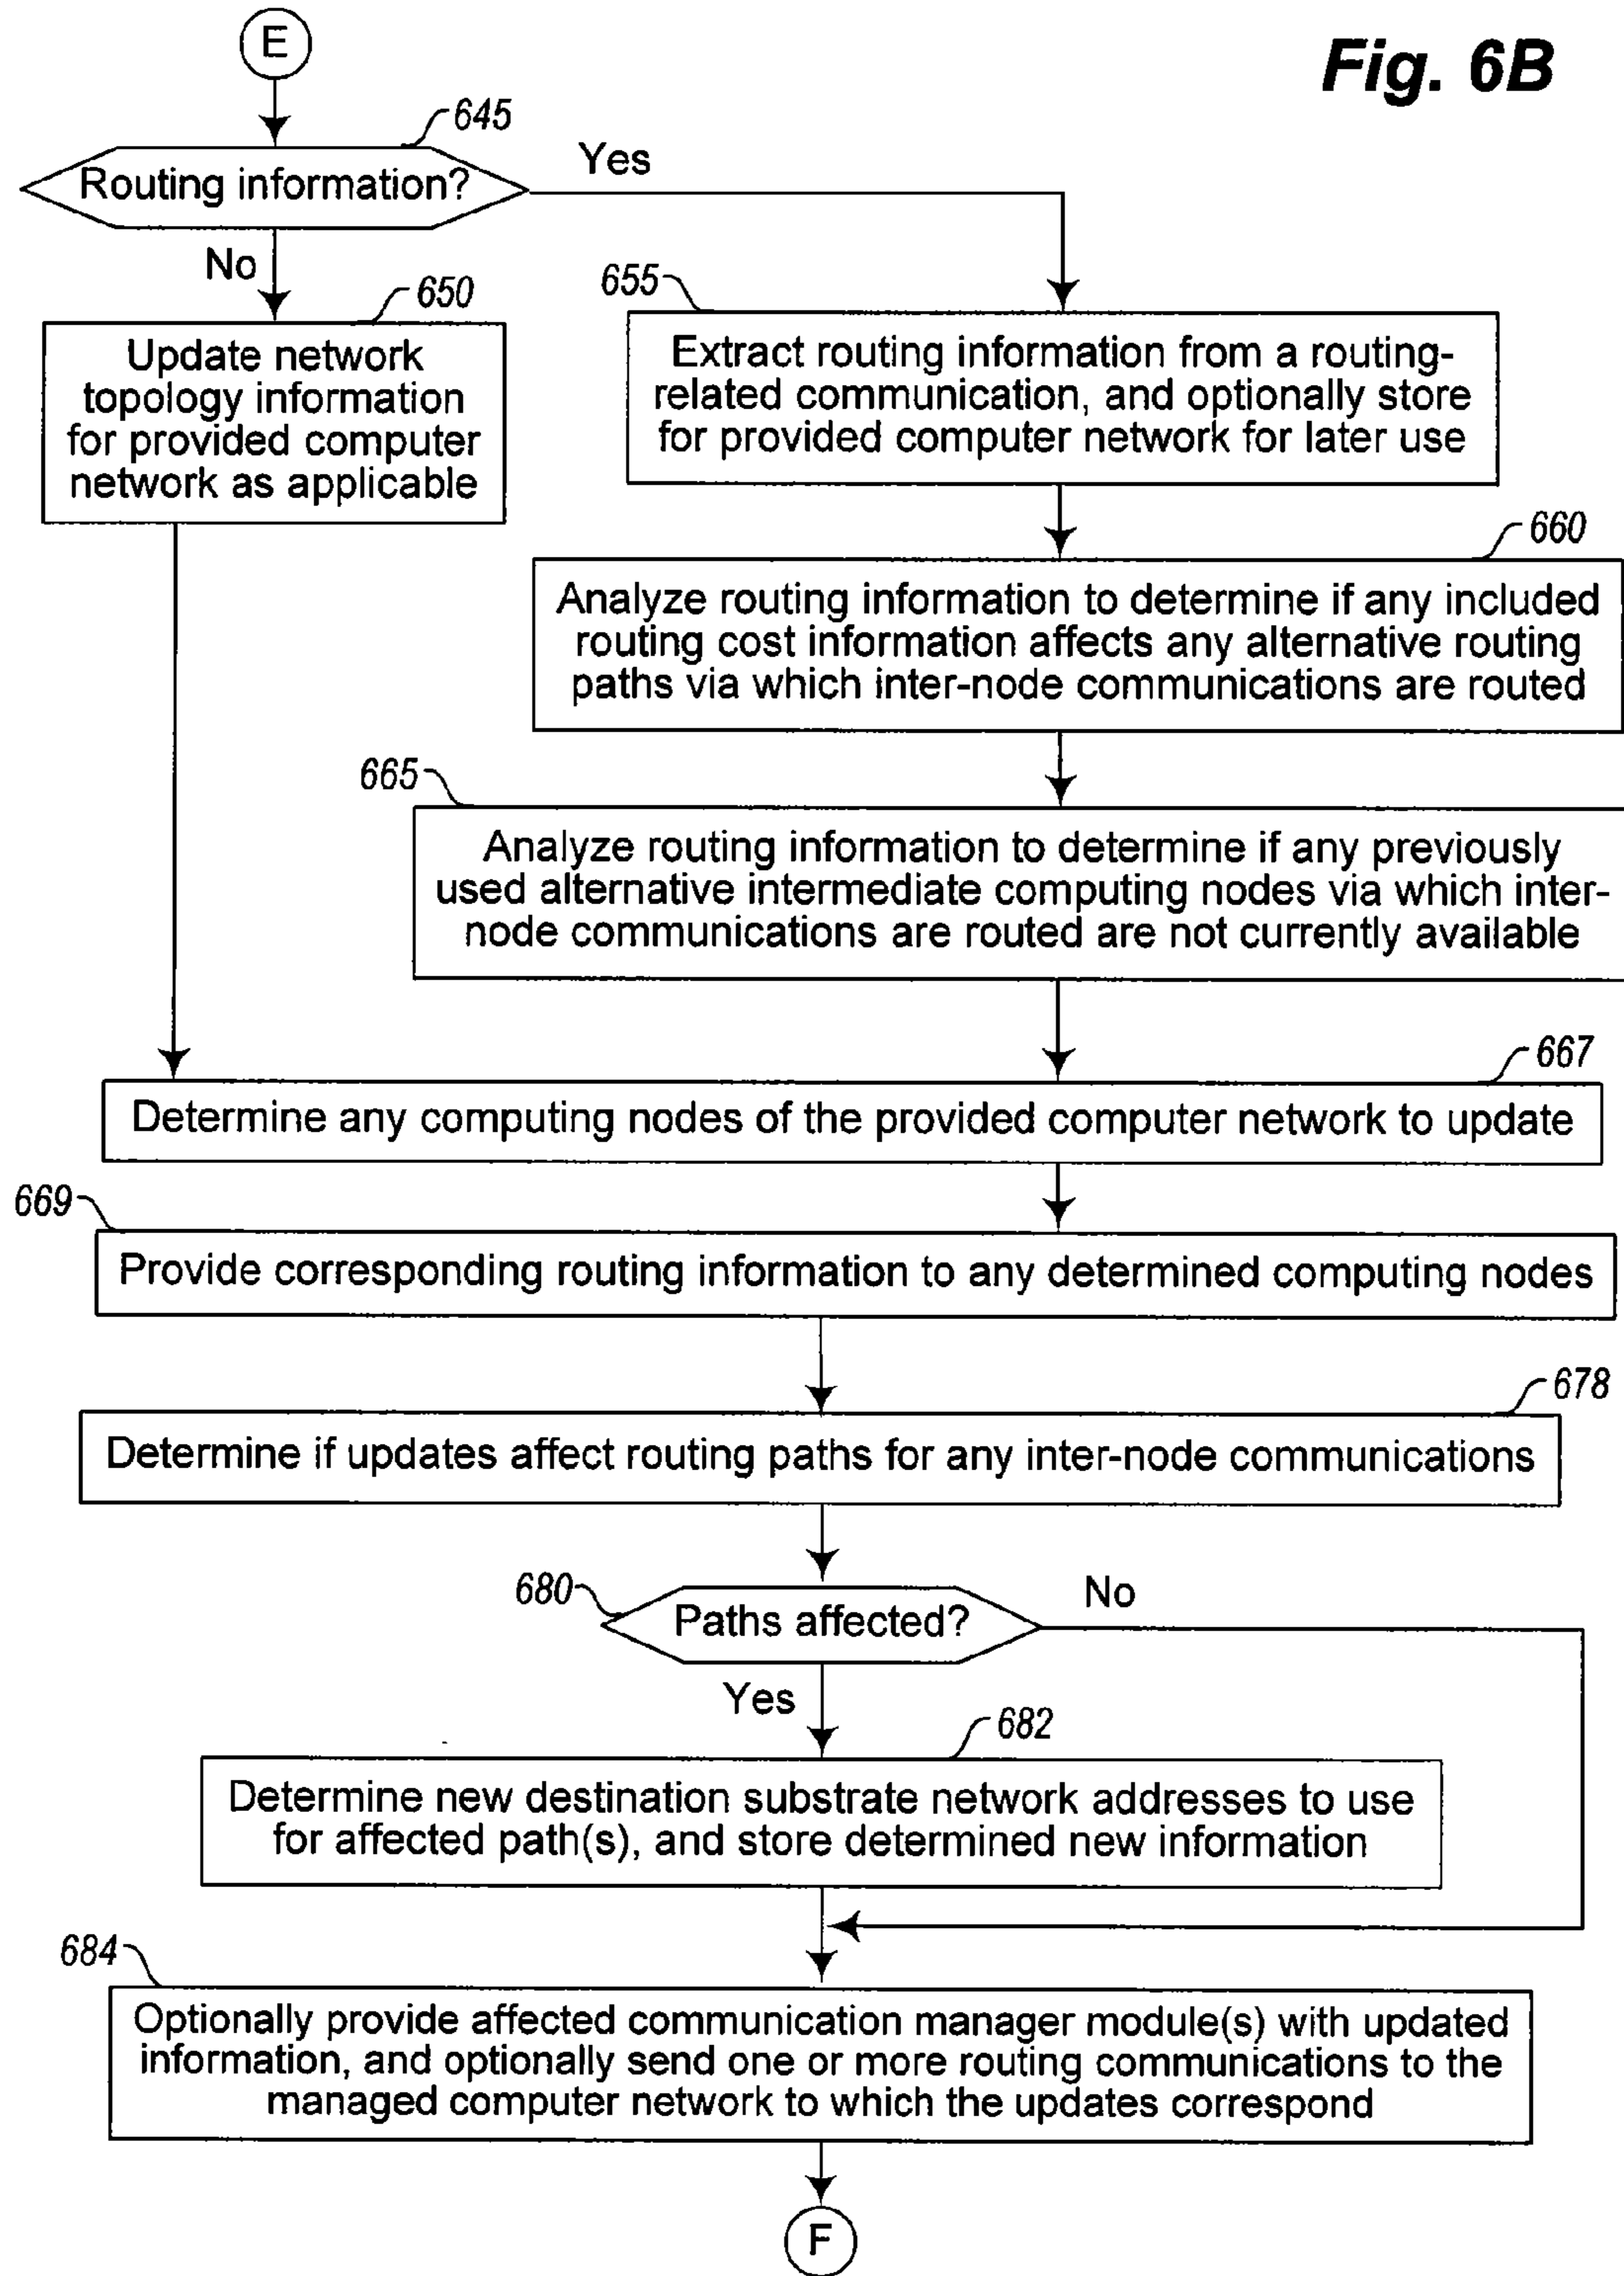 Fig. 6B
E
645
Routing information?
Yes
No
650
Update network
topology information
for provided computer
network as applicable
655
Extract routing information from a routing-
related communication, and optionally store
for provided computer network for later use
660
Analyze routing information to determine if any included
routing cost information affects any alternative routing
paths via which inter-node communications are routed
665
Analyze routing information to determine if any previously
used alternative intermediate computing nodes via which inter-
node communications are routed are not currently available
667
Determine any computing nodes of the provided computer network to update
669
Provide corresponding routing information to any determined computing nodes
678
Determine if updates affect routing paths for any inter-node communications
680
Paths affected?
No
Yes
682
Determine new destination substrate network addresses to use
for affected path(s), and store determined new information
684
Optionally provide affected communication manager module(s) with updated
information, and optionally send one or more routing communications to the
managed computer network to which the updates correspond
F